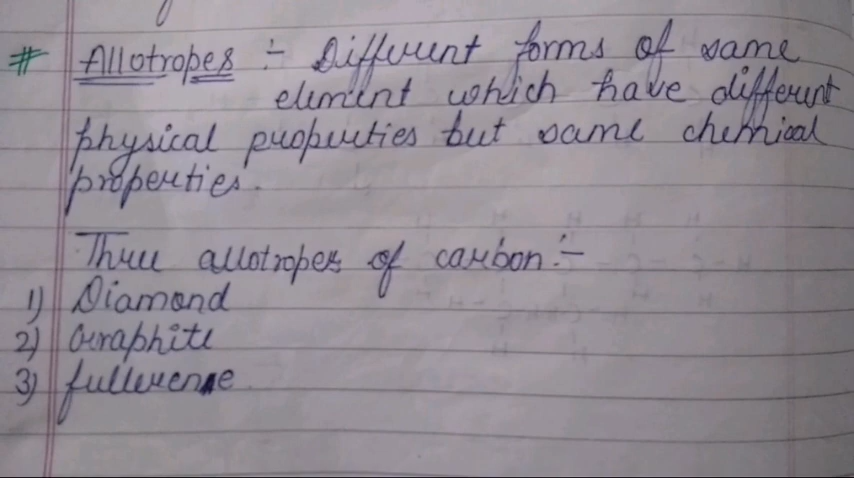 # Allotropes :- Different forms of same
element which have different
physical properties but same chemical
properties.
Three allotropes of carbon :-
1) Diamond
2) Graphite
3) fullerene